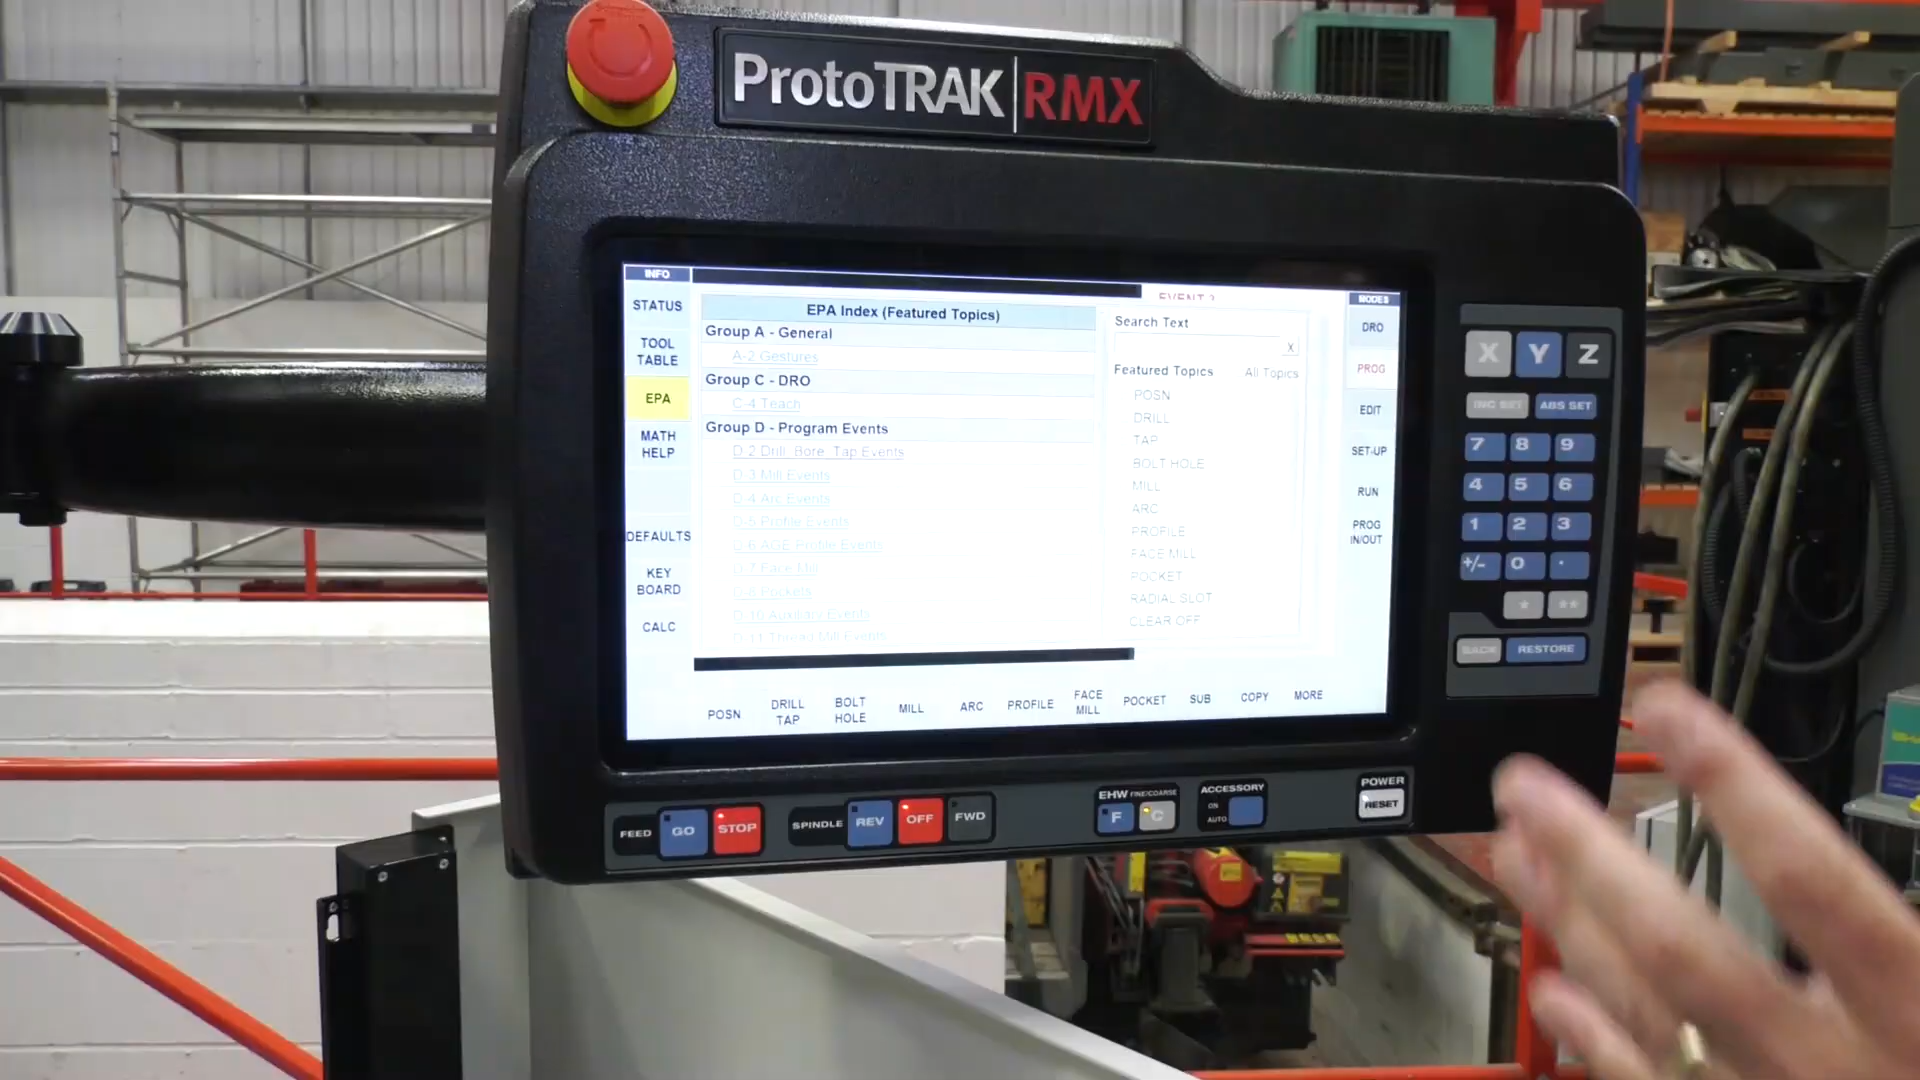 ProtoTRAK RMX
INFO
STATUS
TOOL
TABLE
EPA
MATH
HELP
DEFAULTS
KEY
BOARD
CALC
EPA Index (Featured Topics)
Group A - General
A-2 Gestures
Group C - DRO
C-4 Teach
Group D - Program Events
D-2 Drill, Bore, Tap Events
D-3 Mill Events
D-4 Arc Events
D-5 Profile Events
D-6 AGE Profile Events
D-7 Face Mill
D-8 Pockets
D-10 Auxiliary Events
D-11 Thread Mill Events
Search Text
X
Featured Topics All Topics
POSN
DRILL
TAP
BOLT HOLE
MILL
ARC
PROFILE
FACE MILL
POCKET
RADIAL SLOT
CLEAR OFF
MODES
DRO
PROG
EDIT
SET-UP
RUN
PROG
IN/OUT
POSN
DRILL
TAP
BOLT
HOLE
MILL
ARC
PROFILE
FACE
MILL
POCKET
SUB
COPY
MORE
X Y Z
INC SET ABS SET
7 8 9
4 5 6
1 2 3
+/- 0 .
* **
BACK RESTORE
FEED GO STOP
SPINDLE REV OFF FWD
EHW FINE/COARSE
F C
ACCESSORY
ON
AUTO
POWER
RESET